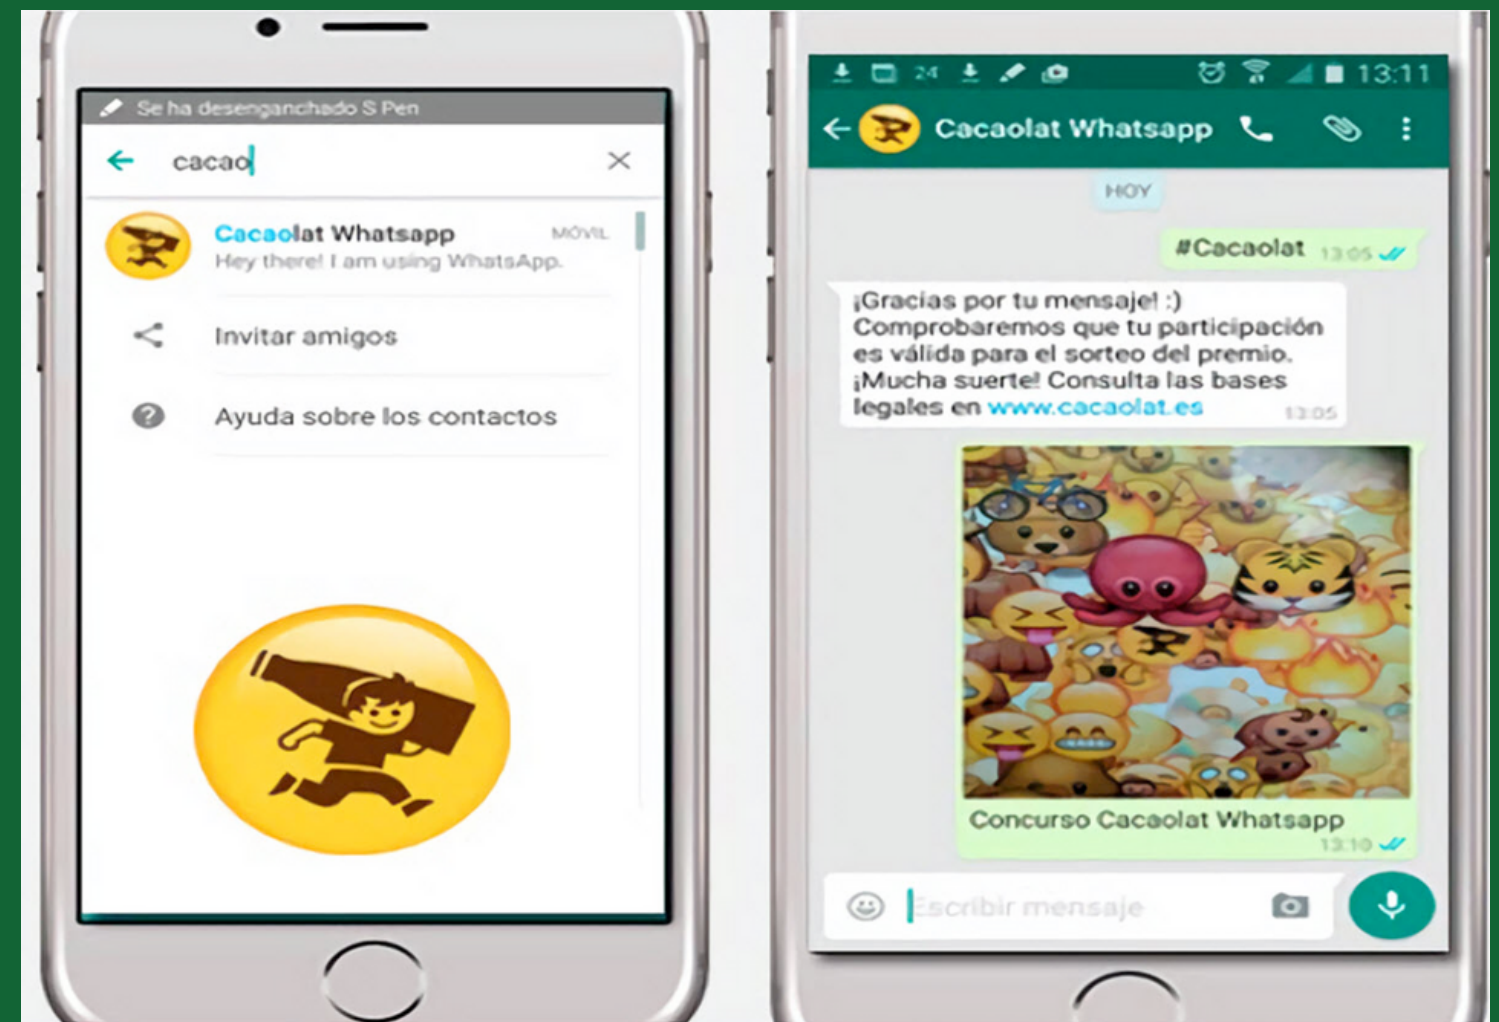 Se ha desenganchado S Pen
cacao
Cacaolat Whatsapp MÓVIL
Hey there! I am using WhatsApp.
Invitar amigos
Ayuda sobre los contactos
24 13:11
Cacaolat Whatsapp
HOY
#Cacaolat 13:05
¡Gracias por tu mensaje! :)
Comprobaremos que tu participación
es válida para el sorteo del premio.
¡Mucha suerte! Consulta las bases
legales en www.cacaolat.es 13:05
Concurso Cacaolat Whatsapp
13:10
Escribir mensaje